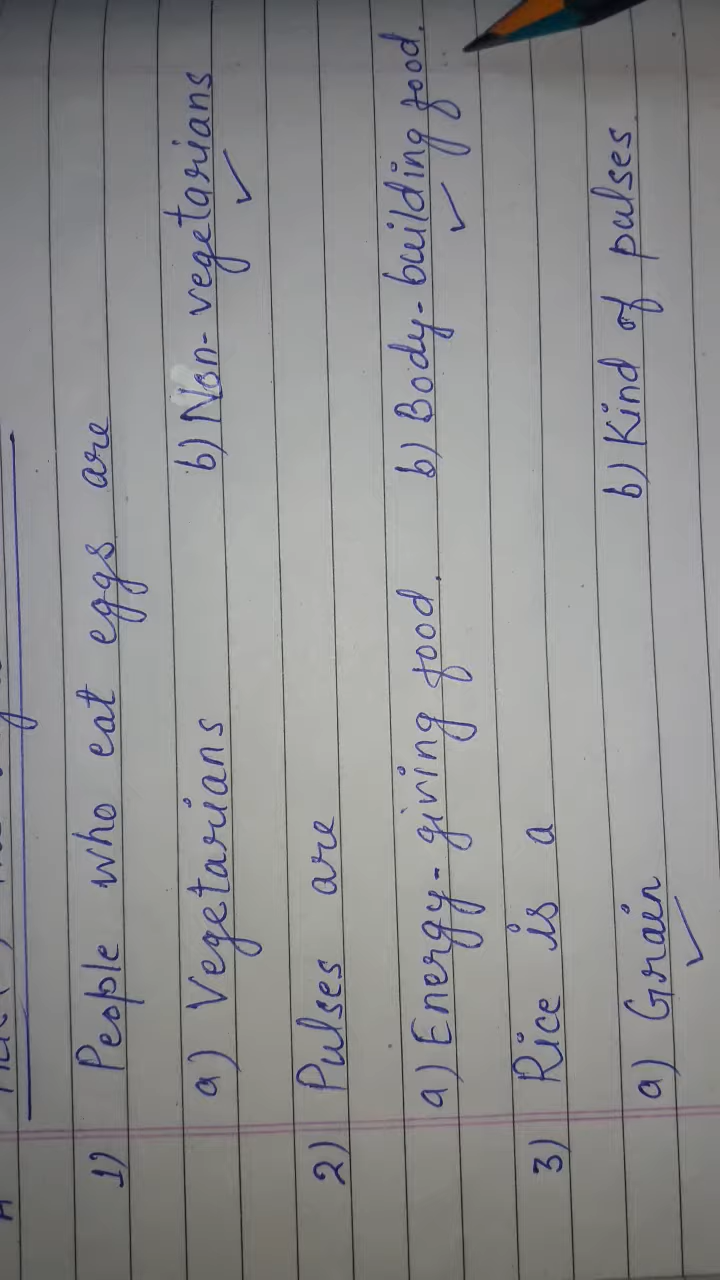 1) People who eat eggs are
a) Vegetarians b) Non-vegetarians ✓
2) Pulses are
a) Energy-giving food. b) Body-building food. ✓
3) Rice is a
a) Grain ✓ b) Kind of pulses